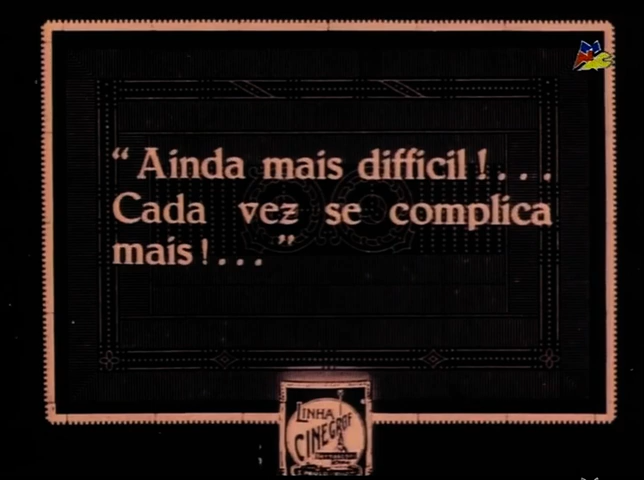 “Ainda mais difficil!...
Cada vez se complica
mais!...”
LINHA
CINEGRAF